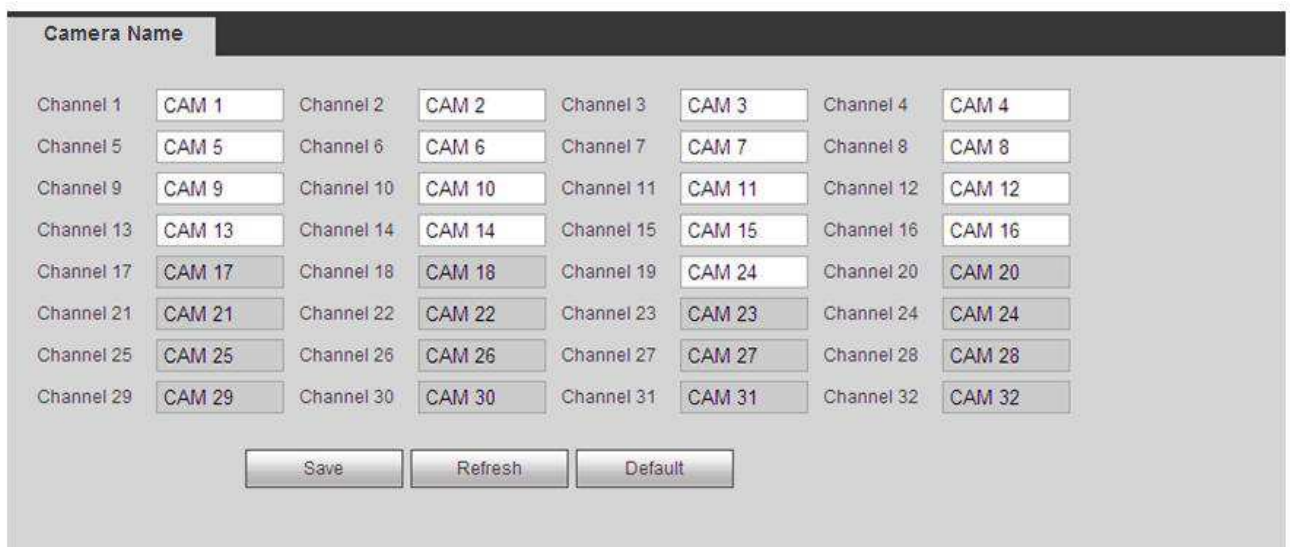 Camera Name
Channel 1 CAM 1 Channel 2 CAM 2 Channel 3 CAM 3 Channel 4 CAM 4
Channel 5 CAM 5 Channel 6 CAM 6 Channel 7 CAM 7 Channel 8 CAM 8
Channel 9 CAM 9 Channel 10 CAM 10 Channel 11 CAM 11 Channel 12 CAM 12
Channel 13 CAM 13 Channel 14 CAM 14 Channel 15 CAM 15 Channel 16 CAM 16
Channel 17 CAM 17 Channel 18 CAM 18 Channel 19 CAM 24 Channel 20 CAM 20
Channel 21 CAM 21 Channel 22 CAM 22 Channel 23 CAM 23 Channel 24 CAM 24
Channel 25 CAM 25 Channel 26 CAM 26 Channel 27 CAM 27 Channel 28 CAM 28
Channel 29 CAM 29 Channel 30 CAM 30 Channel 31 CAM 31 Channel 32 CAM 32
Save Refresh Default